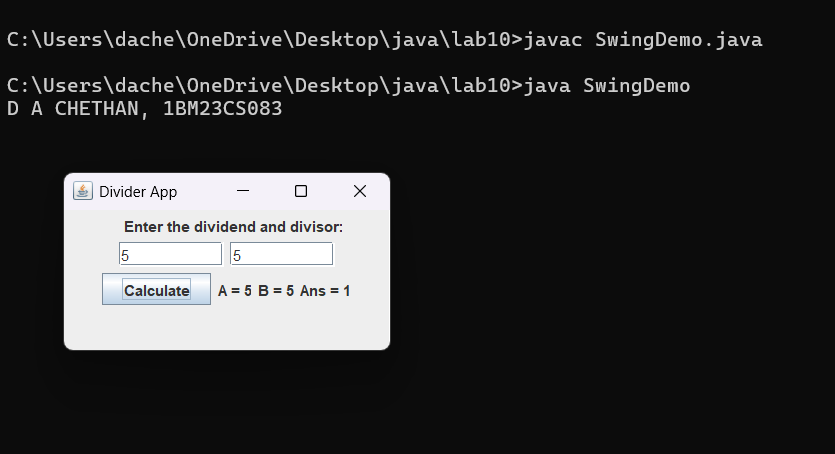 C:\Users\dache\OneDrive\Desktop\java\lab10>javac SwingDemo.java
C:\Users\dache\OneDrive\Desktop\java\lab10>java SwingDemo
D A CHETHAN, 1BM23CS083
Divider App
Enter the dividend and divisor:
5 5
Calculate A = 5 B = 5 Ans = 1